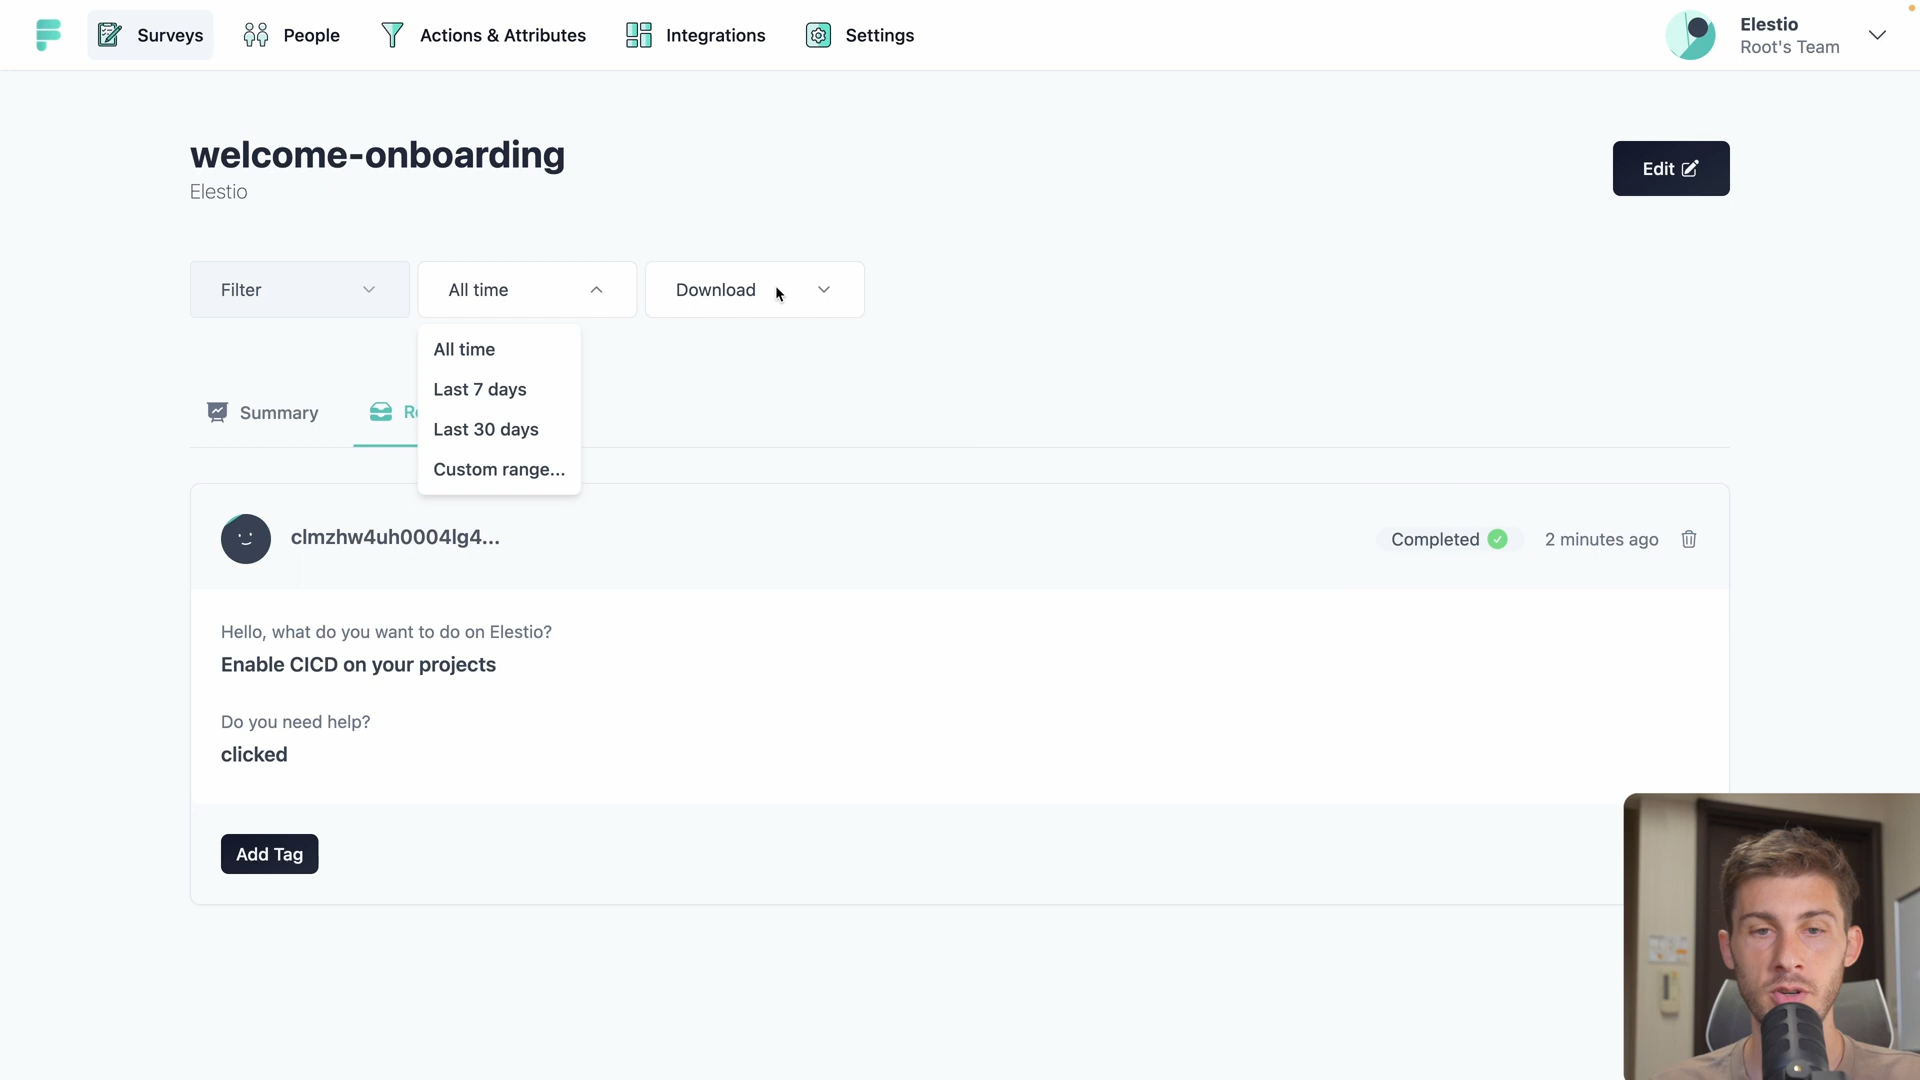 Surveys
People
Actions & Attributes
Integrations
Settings
Elestio
Root's Team
welcome-onboarding
Elestio
Edit
Filter
All time
Download
All time
Last 7 days
Last 30 days
Custom range...
Summary
clmzhw4uh0004lg4...
Completed
2 minutes ago
Hello, what do you want to do on Elestio?
Enable CICD on your projects
Do you need help?
clicked
Add Tag